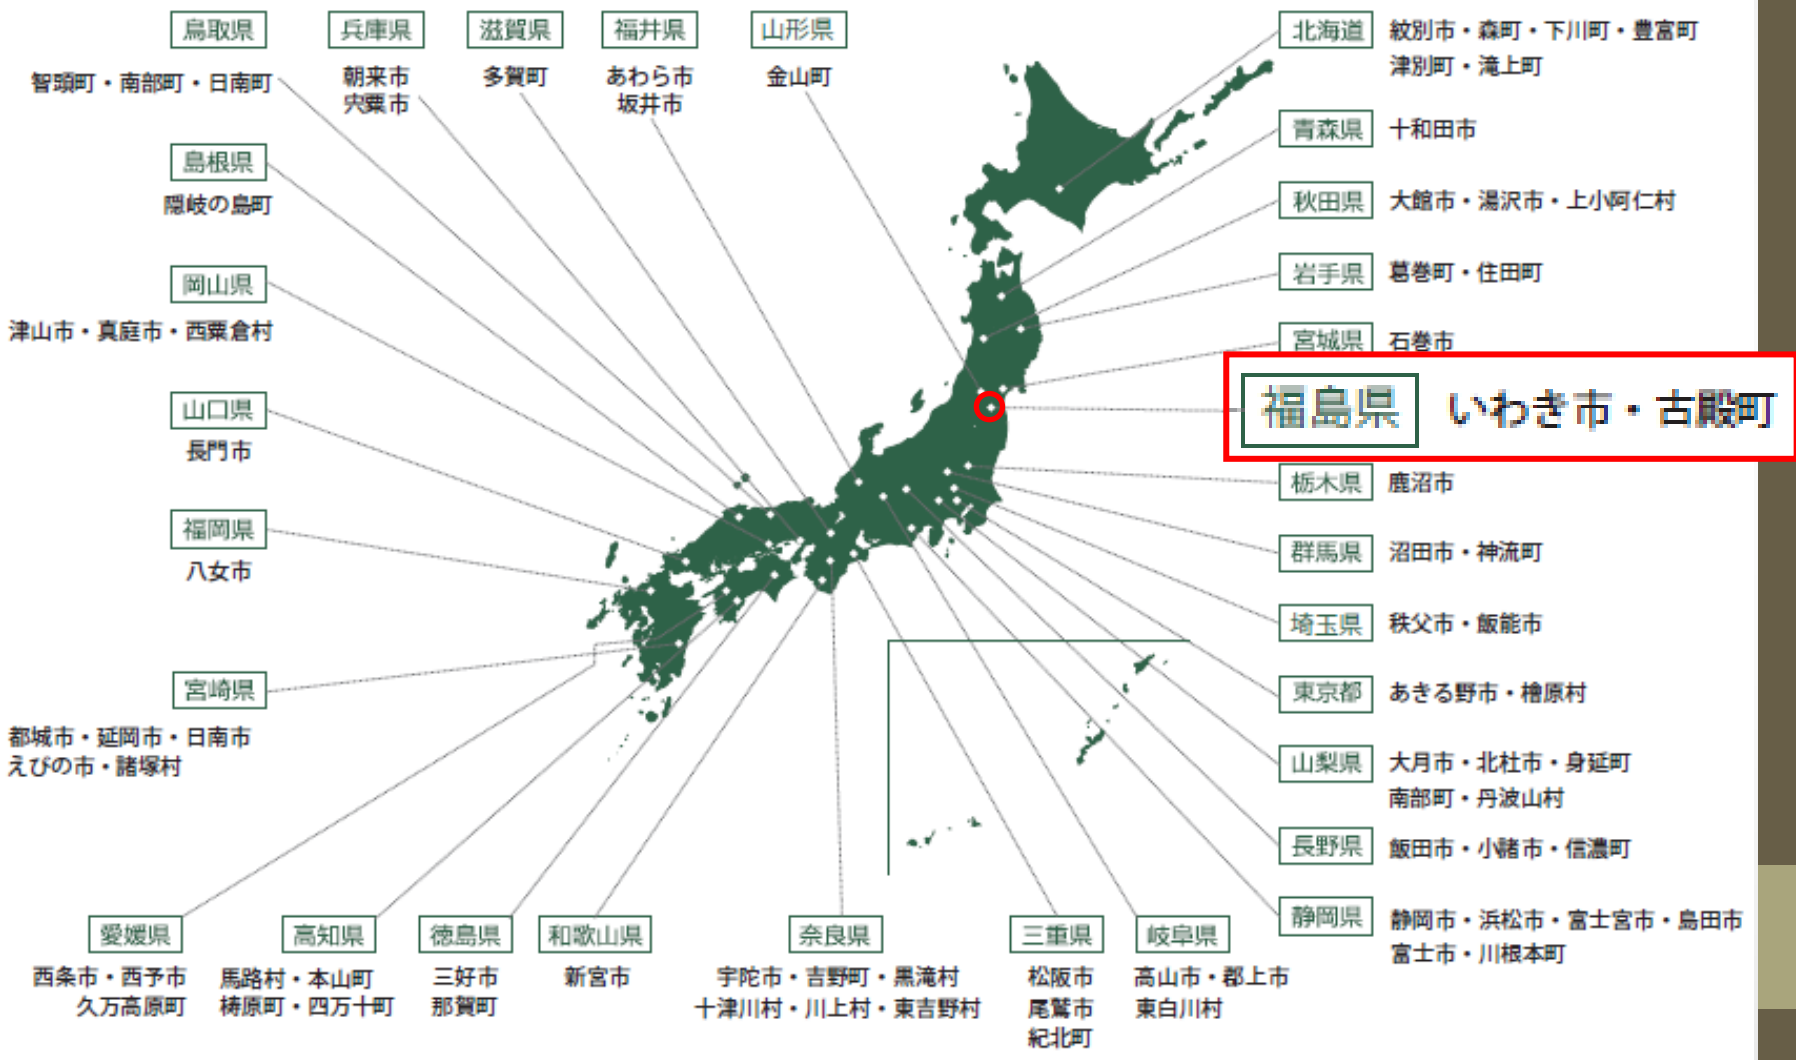 鳥取県
智頭町・南部町・日南町
兵庫県
朝来市
宍粟市
滋賀県
多賀町
福井県
あわら市
坂井市
山形県
金山町
北海道
紋別市・森町・下川町・豊富町
津別町・滝上町
青森県
十和田市
秋田県
大館市・湯沢市・上小阿仁村
岩手県
葛巻町・住田町
宮城県
石巻市
福島県
いわき市・古殿町
栃木県
鹿沼市
群馬県
沼田市・神流町
埼玉県
秩父市・飯能市
東京都
あきる野市・檜原村
山梨県
大月市・北杜市・身延町
南部町・丹波山村
長野県
飯田市・小諸市・信濃町
静岡県
静岡市・浜松市・富士宮市・島田市
富士市・川根本町
島根県
隠岐の島町
岡山県
津山市・真庭市・西粟倉村
山口県
長門市
福岡県
八女市
宮崎県
都城市・延岡市・日南市
えびの市・諸塚村
愛媛県
西条市・西予市
久万高原町
高知県
馬路村・本山町
梼原町・四万十町
徳島県
三好市
那賀町
和歌山県
新宮市
奈良県
宇陀市・吉野町・黒滝村
十津川村・川上村・東吉野村
三重県
松阪市
尾鷲市
紀北町
岐阜県
高山市・郡上市
東白川村